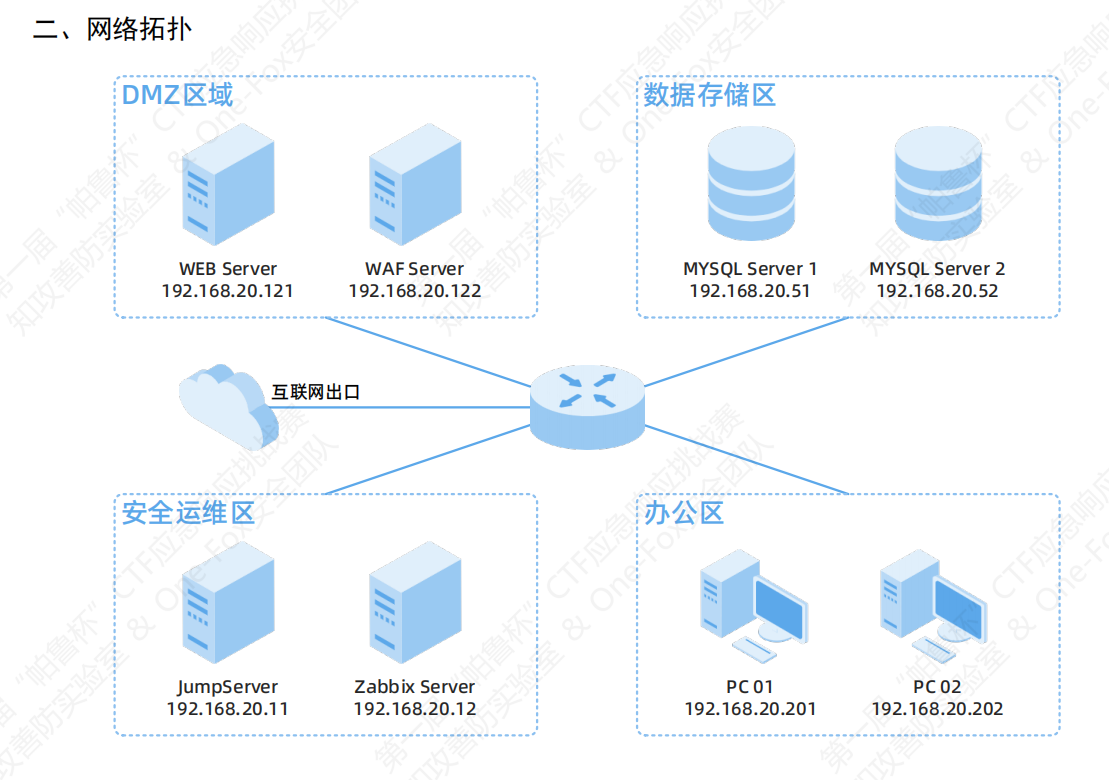 二、网络拓扑
DMZ区域
WEB Server
192.168.20.121
WAF Server
192.168.20.122
数据存储区
MYSQL Server 1
192.168.20.51
MYSQL Server 2
192.168.20.52
互联网出口
安全运维区
JumpServer
192.168.20.11
Zabbix Server
192.168.20.12
办公区
PC 01
192.168.20.201
PC 02
192.168.20.202
第一届“帕鲁杯”CTF应急响应挑战赛
知攻善防实验室 & One-Fox安全团队